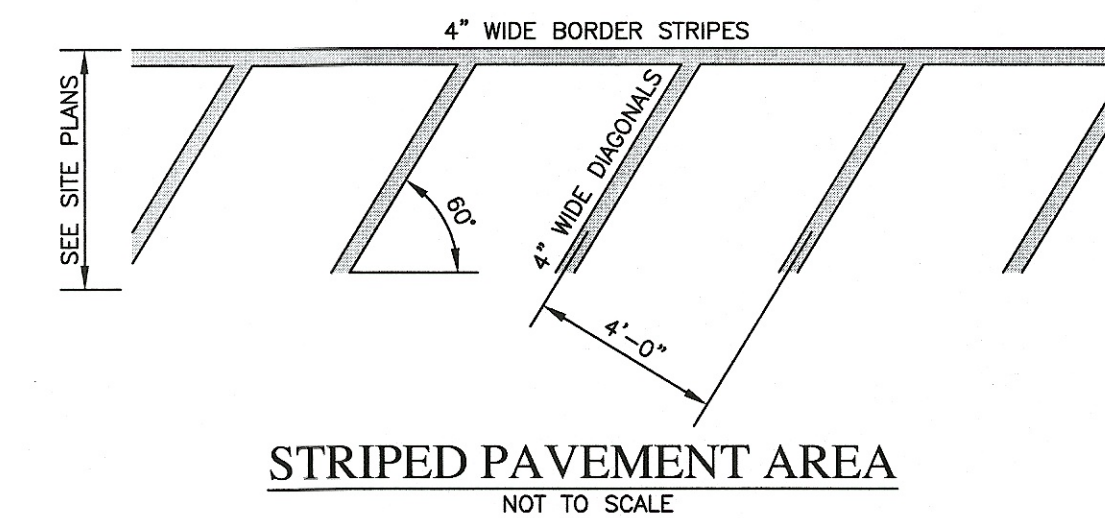 4" WIDE BORDER STRIPES
SEE SITE PLANS
60°
4" WIDE DIAGONALS
4'-0"
STRIPED PAVEMENT AREA
NOT TO SCALE